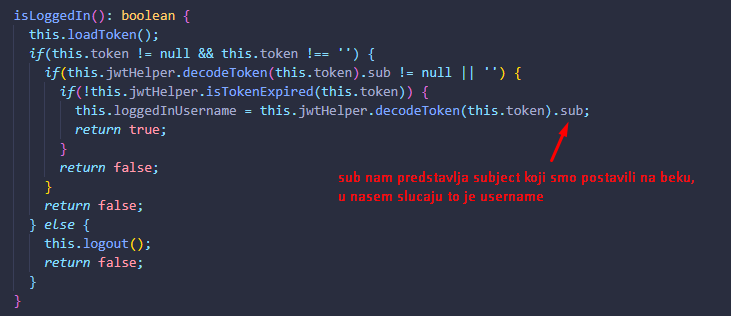 isLoggedIn(): boolean {
this.loadToken();
if(this.token != null && this.token !== '') {
if(this.jwtHelper.decodeToken(this.token).sub != null || '') {
if(!this.jwtHelper.isTokenExpired(this.token)) {
this.loggedInUsername = this.jwtHelper.decodeToken(this.token).sub;
return true;
}
return false;
}
return false;
} else {
this.logout();
return false;
}
}
sub nam predstavlja subject koji smo postavili na beku,
u nasem slucaju to je username